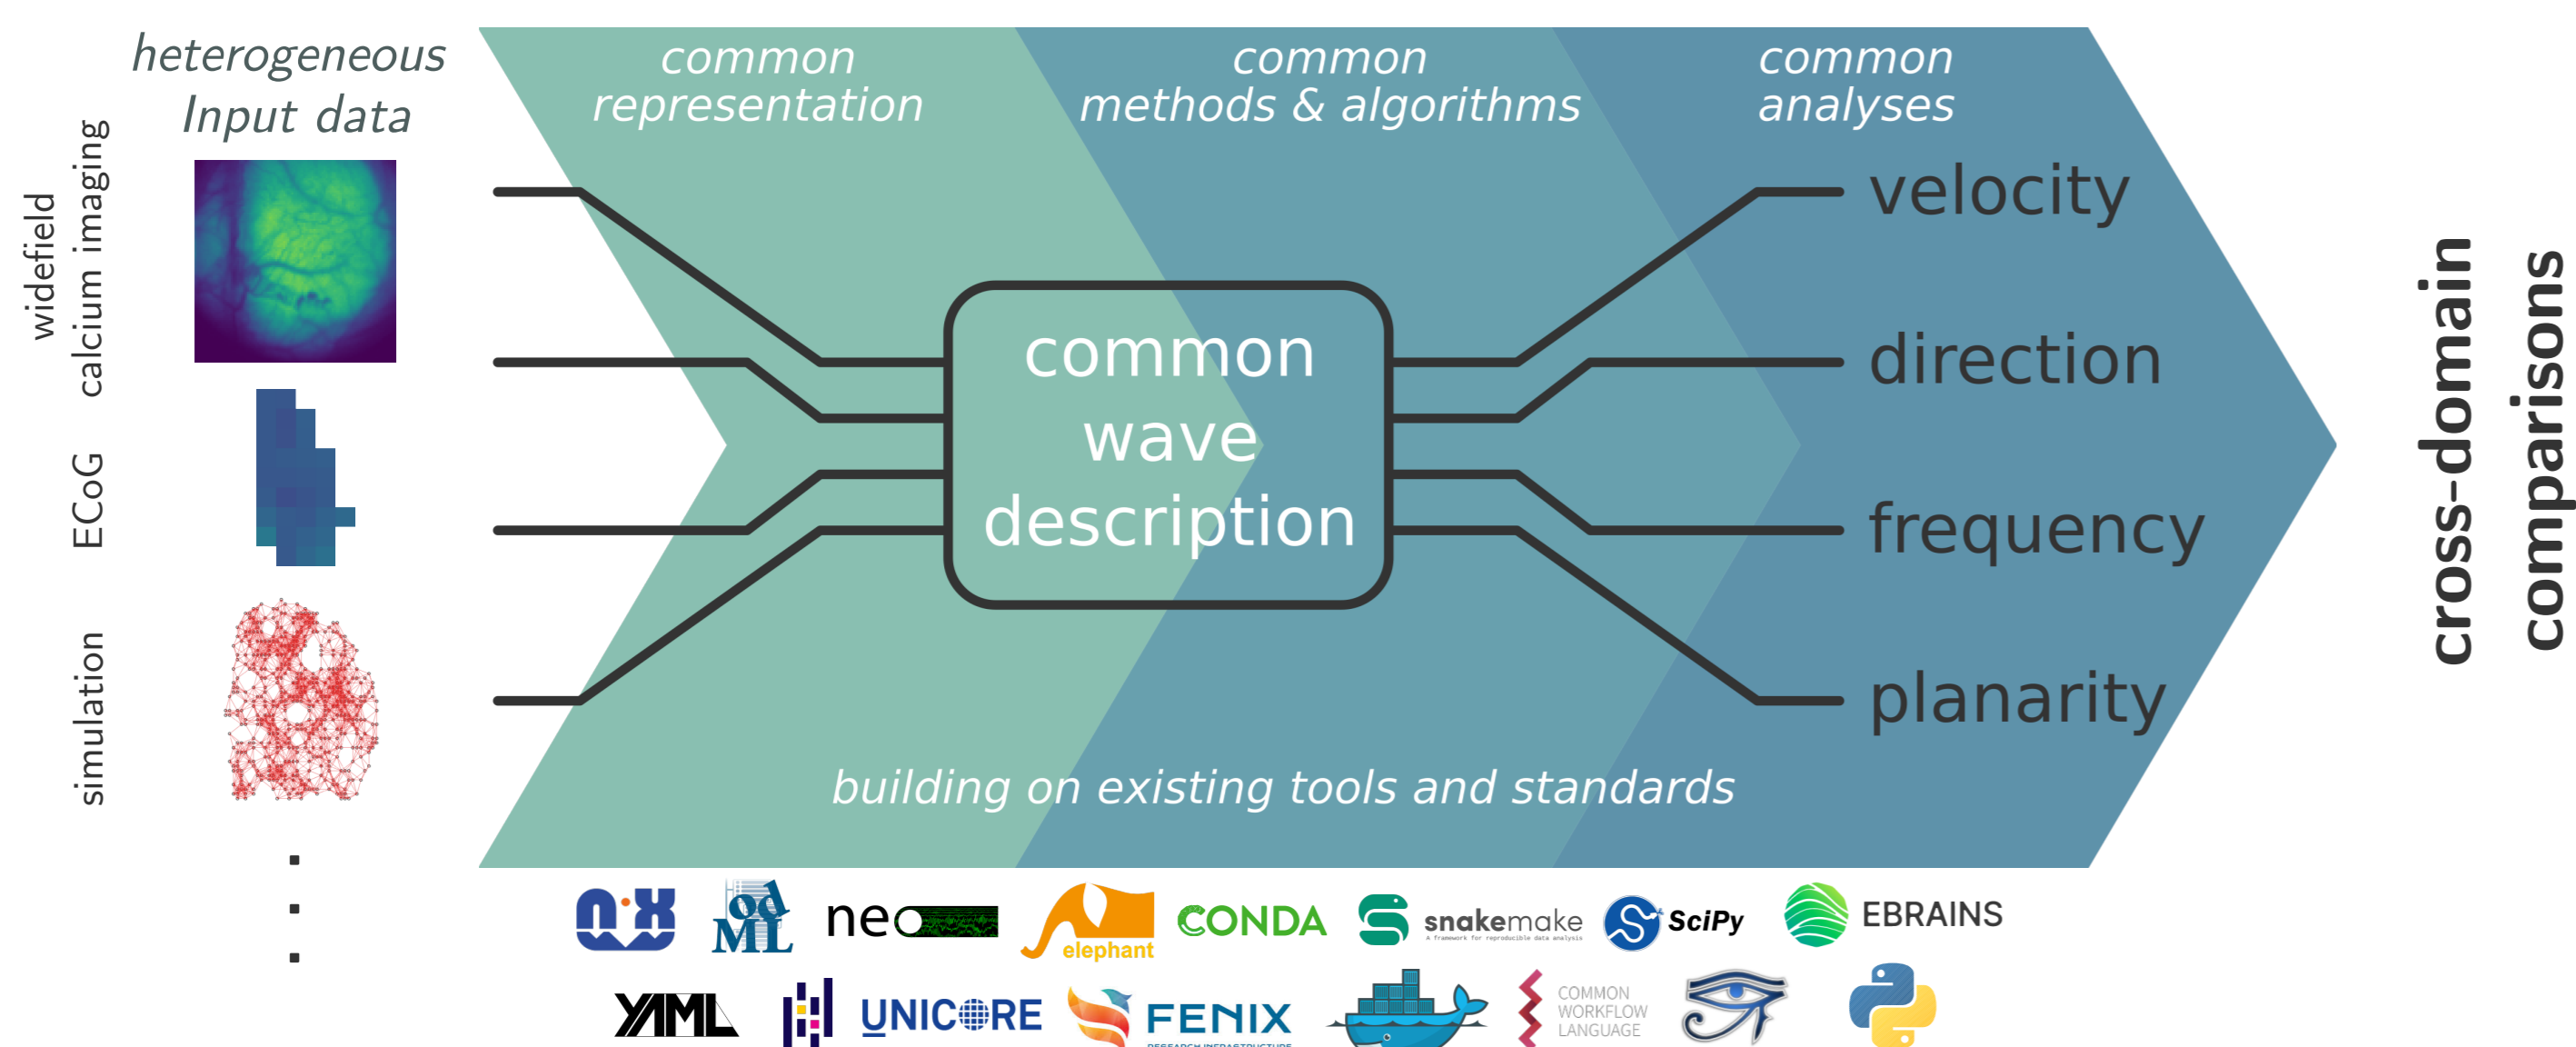 heterogeneous
Input data
widefield
calcium imaging
ECoG
simulation
common
representation
common
methods & algorithms
common
analyses
common
wave
description
velocity
direction
frequency
planarity
building on existing tools and standards
cross-domain
comparisons
n·x
odML
neo
elephant
CONDA
snakemake
A framework for reproducible data analysis
SciPy
EBRAINS
YAML
UNICORE
FENIX
RESEARCH INFRASTRUCTURE
COMMON
WORKFLOW
LANGUAGE